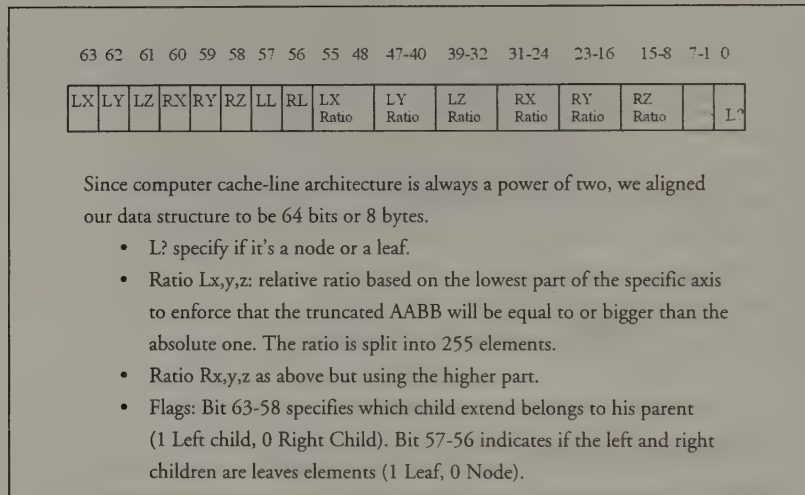 63 62 61 60 59 58 57 56 55 48 47-40 39-32 31-24 23-16 15-8 7-1 0
LX LY LZ RX RY RZ LL RL LX Ratio LY Ratio LZ Ratio RX Ratio RY Ratio RZ Ratio L?
Since computer cache-line architecture is always a power of two, we aligned
our data structure to be 64 bits or 8 bytes.
• L? specify if it's a node or a leaf.
• Ratio Lx,y,z: relative ratio based on the lowest part of the specific axis
to enforce that the truncated AABB will be equal to or bigger than the
absolute one. The ratio is split into 255 elements.
• Ratio Rx,y,z as above but using the higher part.
• Flags: Bit 63-58 specifies which child extend belongs to his parent
(1 Left child, 0 Right Child). Bit 57-56 indicates if the left and right
children are leaves elements (1 Leaf, 0 Node).